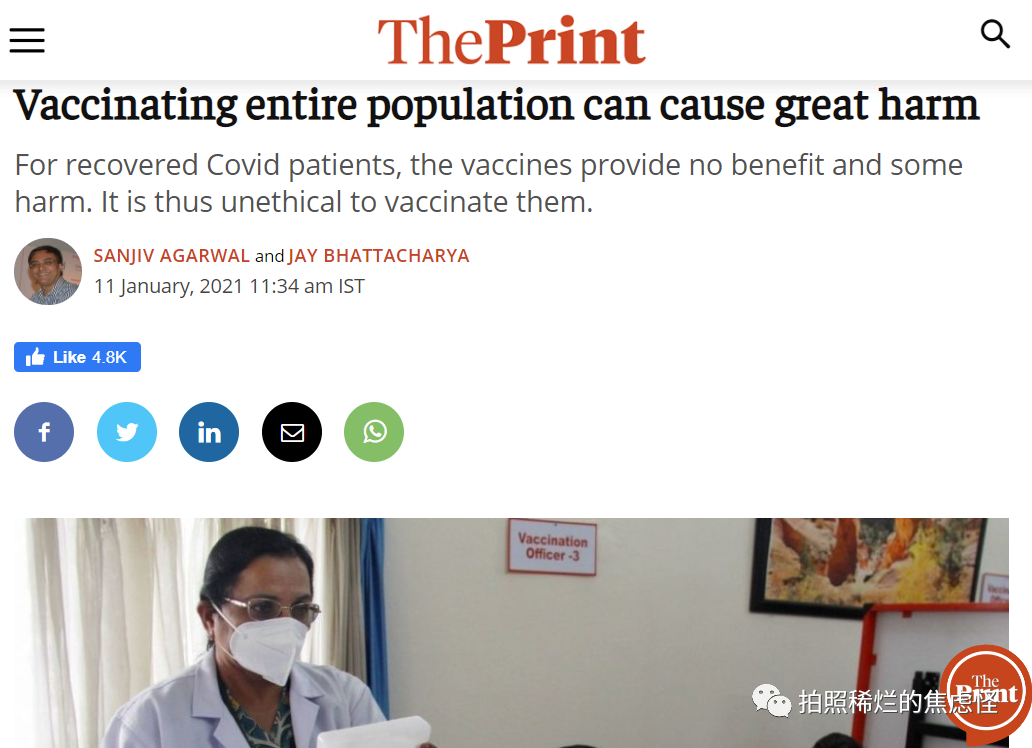 ThePrint
Vaccinating entire population can cause great harm
For recovered Covid patients, the vaccines provide no benefit and some
harm. It is thus unethical to vaccinate them.
SANJIV AGARWAL and JAY BHATTACHARYA
11 January, 2021 11:34 am IST
Like 4.8K
f
in
Vaccination
Officer -3
The
Print
拍照稀烂的焦虑怪